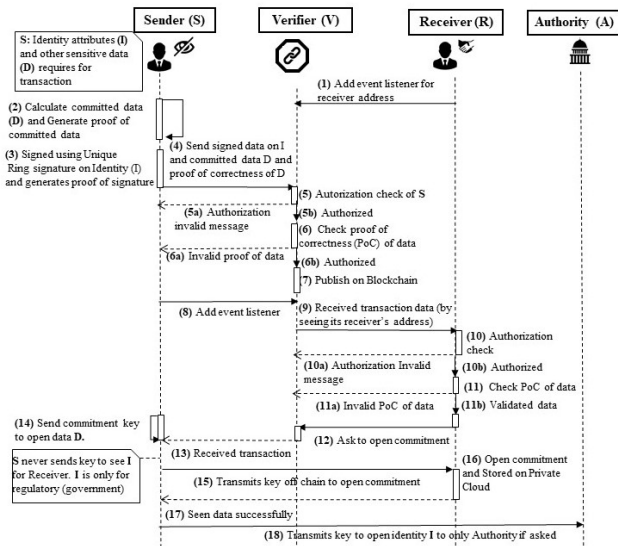 Sender (S)
Verifier (V)
Receiver (R)
Authority (A)
S: Identity attributes (I)
and other sensitive data
(D) requires for
transaction
(1) Add event listener for
receiver address
(2) Calculate committed data
(D) and Generate proof of
committed data
(3) Signed using Unique
Ring signature on Identity (I)
and generates proof of signature
(4) Send signed data on I
and committed data D and
proof of correctness of D
(5) Autorization check of S
(5a) Authorization
invalid message
(5b) Authorized
(6) Check proof of
correctness (PoC) of data
(6a) Invalid proof of data
(6b) Authorized
(7) Publish on Blockchain
(8) Add event listener
(9) Received transaction data (by
seeing its receiver's address)
(10) Authorization
check
(10a) Authorization Invalid
message
(10b) Authorized
(11) Check PoC of data
(11a) Invalid PoC of data
(11b) Validated data
(12) Ask to open commitment
(13) Received transaction
(14) Send commitment key
to open data D.
S never sends key to see I
for Receiver. I is only for
regulatory (government)
(15) Transmits key off chain to open commitment
(16) Open
commitment
and Stored on Private
Cloud
(17) Seen data successfully
(18) Transmits key to open identity I to only Authority if asked